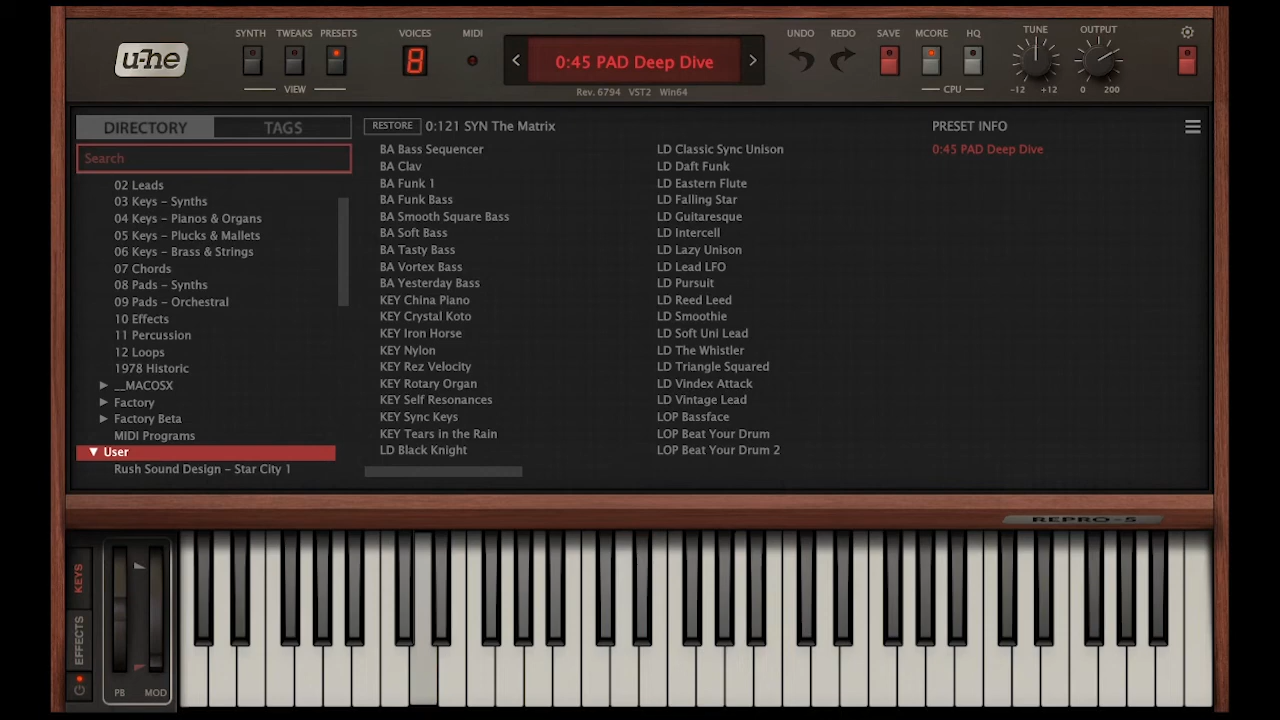 SYNTH TWEAKS PRESETS
VIEW
VOICES
8
MIDI
0:45 PAD Deep Dive
Rev. 6794 VST2 Win64
UNDO REDO SAVE MCORE HQ
CPU
TUNE
-12 +12
OUTPUT
0 200
u-he
DIRECTORY TAGS
Search
02 Leads
03 Keys - Synths
04 Keys - Pianos & Organs
05 Keys - Plucks & Mallets
06 Keys - Brass & Strings
07 Chords
08 Pads - Synths
09 Pads - Orchestral
10 Effects
11 Percussion
12 Loops
1978 Historic
__MACOSX
Factory
Factory Beta
MIDI Programs
User
Rush Sound Design - Star City 1
RESTORE 0:121 SYN The Matrix
BA Bass Sequencer
BA Clav
BA Funk 1
BA Funk Bass
BA Smooth Square Bass
BA Soft Bass
BA Tasty Bass
BA Vortex Bass
BA Yesterday Bass
KEY China Piano
KEY Crystal Koto
KEY Iron Horse
KEY Nylon
KEY Rez Velocity
KEY Rotary Organ
KEY Self Resonances
KEY Sync Keys
KEY Tears in the Rain
LD Black Knight
LD Classic Sync Unison
LD Daft Funk
LD Eastern Flute
LD Falling Star
LD Guitaresque
LD Intercell
LD Lazy Unison
LD Lead LFO
LD Pursuit
LD Reed Leed
LD Smoothie
LD Soft Uni Lead
LD The Whistler
LD Triangle Squared
LD Vindex Attack
LD Vintage Lead
LOP Bassface
LOP Beat Your Drum
LOP Beat Your Drum 2
PRESET INFO
0:45 PAD Deep Dive
REPRO-5
KEYS
EFFECTS
PB MOD